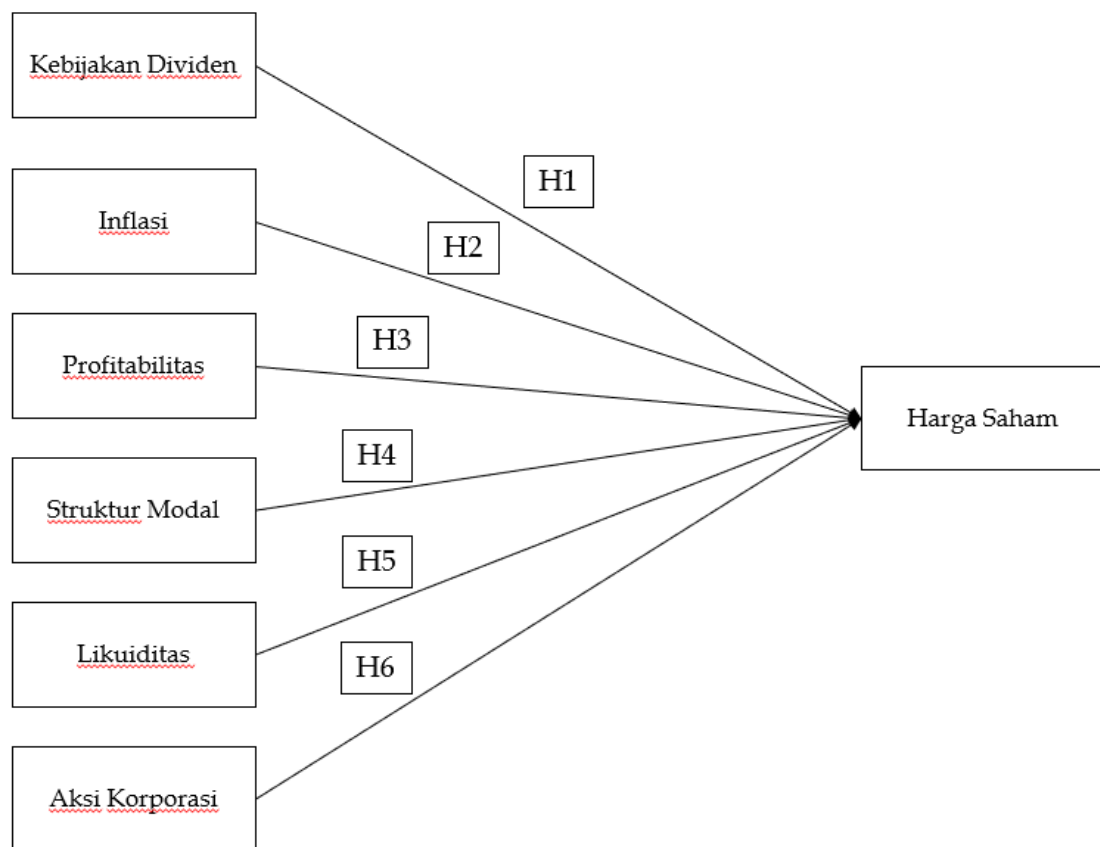 Kebijakan Dividen
H1
Inflasi
H2
H3
Profitabilitas
Harga Saham
H4
Struktur Modal
H5
Likuiditas
H6
Aksi Korporasi